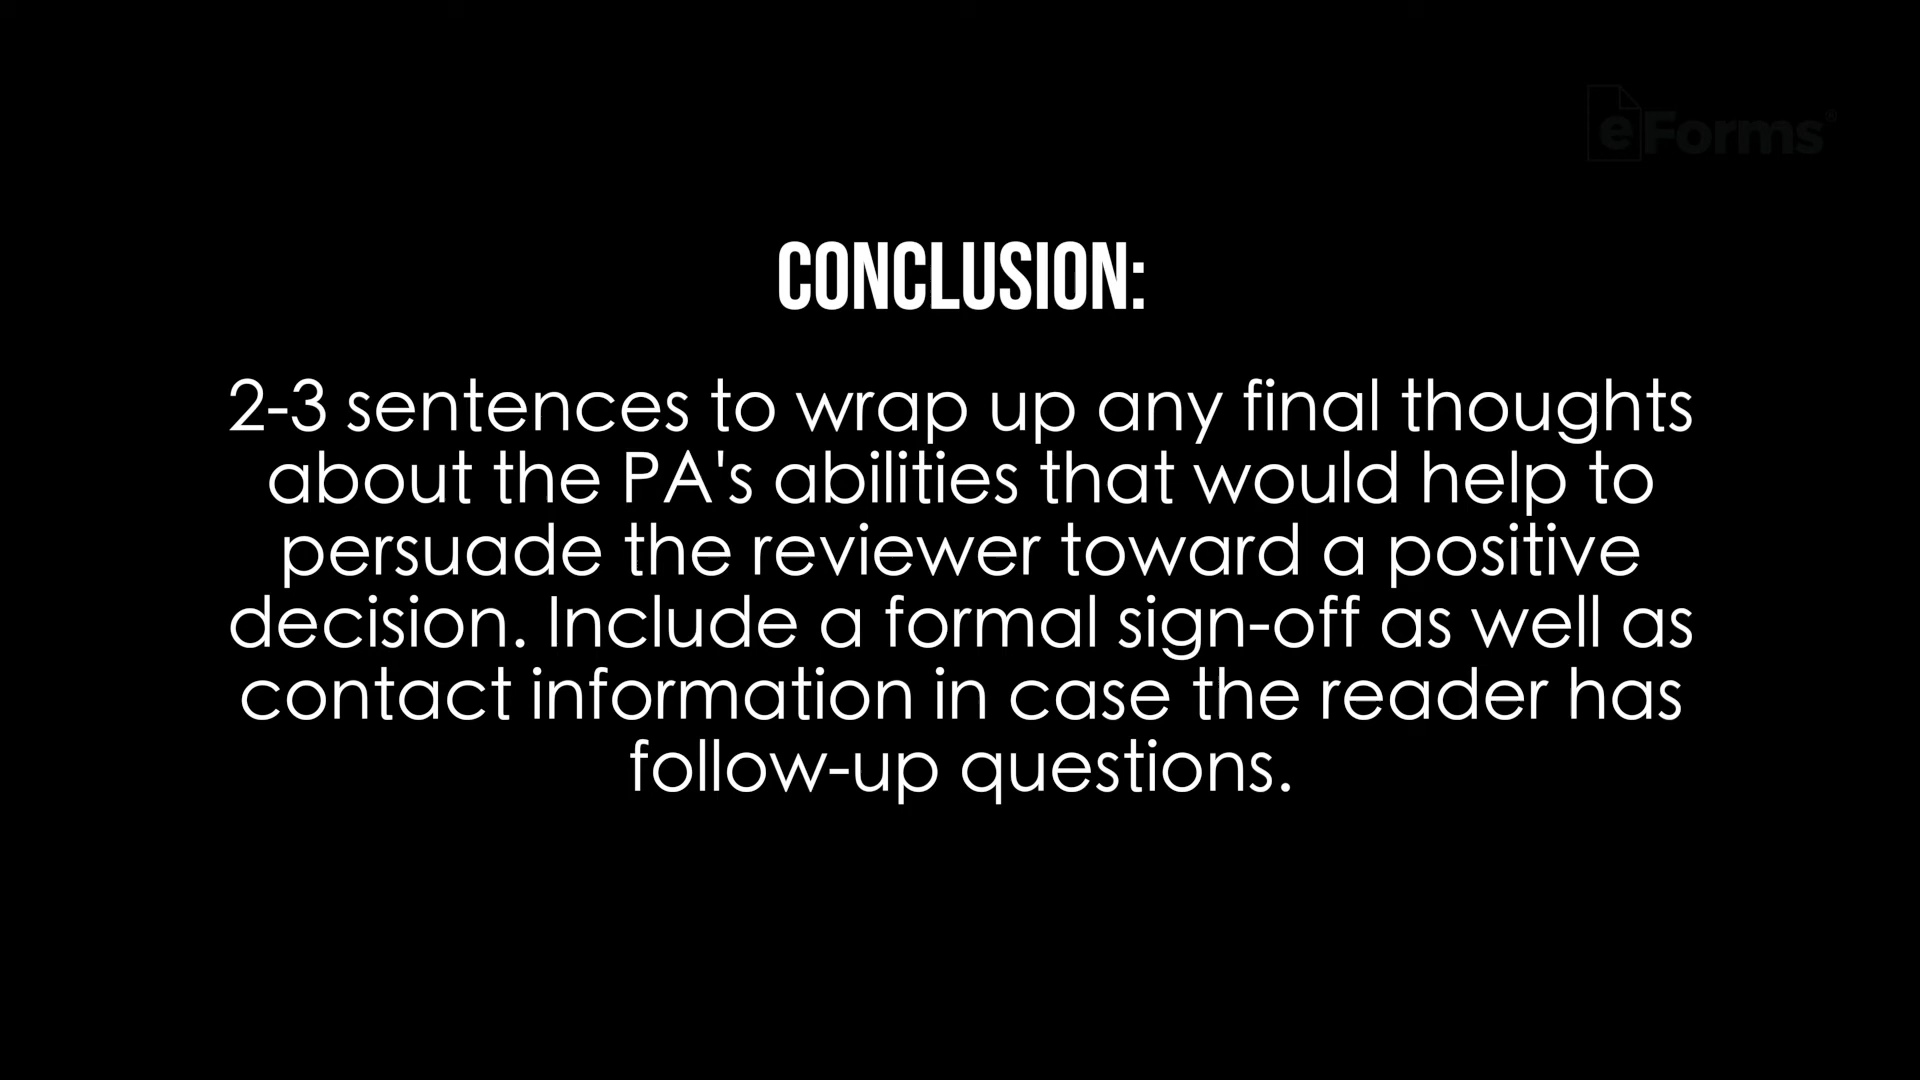 eForms®
CONCLUSION:
2-3 sentences to wrap up any final thoughts
about the PA's abilities that would help to
persuade the reviewer toward a positive
decision. Include a formal sign-off as well as
contact information in case the reader has
follow-up questions.